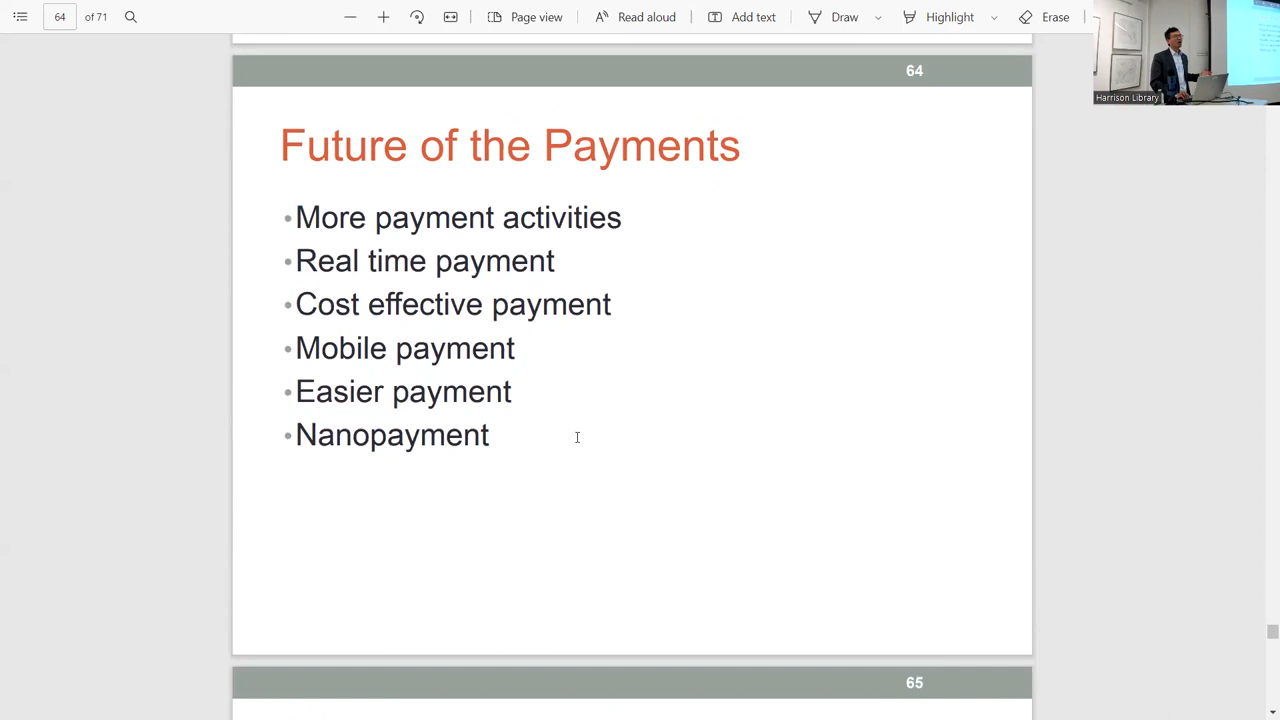 64 of 71 Page view Read aloud Add text Draw Highlight Erase
Harrison Library
64
Future of the Payments
•More payment activities
•Real time payment
•Cost effective payment
•Mobile payment
•Easier payment
•Nanopayment
65